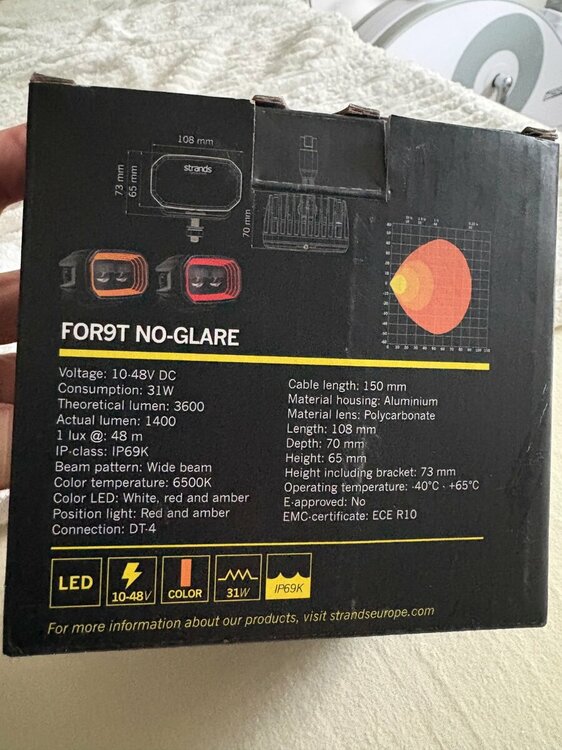 108 mm
strands
73 mm
65 mm
70 mm
FOR9T NO-GLARE
Voltage: 10-48V DC
Consumption: 31W
Theoretical lumen: 3600
Actual lumen: 1400
1 lux @: 48 m
IP-class: IP69K
Beam pattern: Wide beam
Color temperature: 6500K
Color LED: White, red and amber
Position light: Red and amber
Connection: DT-4
Cable length: 150 mm
Material housing: Aluminium
Material lens: Polycarbonate
Length: 108 mm
Depth: 70 mm
Height: 65 mm
Height including bracket: 73 mm
Operating temperature: -40°C - +65°C
E-approved: No
EMC-certificate: ECE R10
LED
10-48V
COLOR
31W
IP69K
For more information about our products, visit strandseurope.com